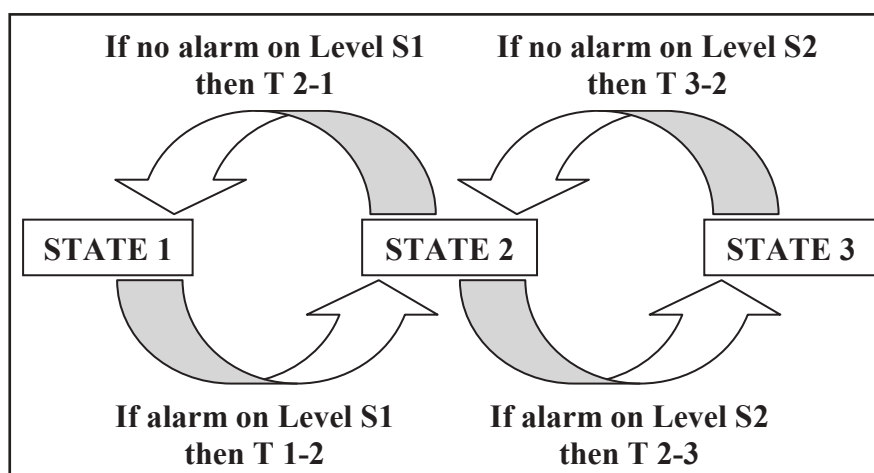 If no alarm on Level S1
then T 2-1
If no alarm on Level S2
then T 3-2
STATE 1
STATE 2
STATE 3
If alarm on Level S1
then T 1-2
If alarm on Level S2
then T 2-3